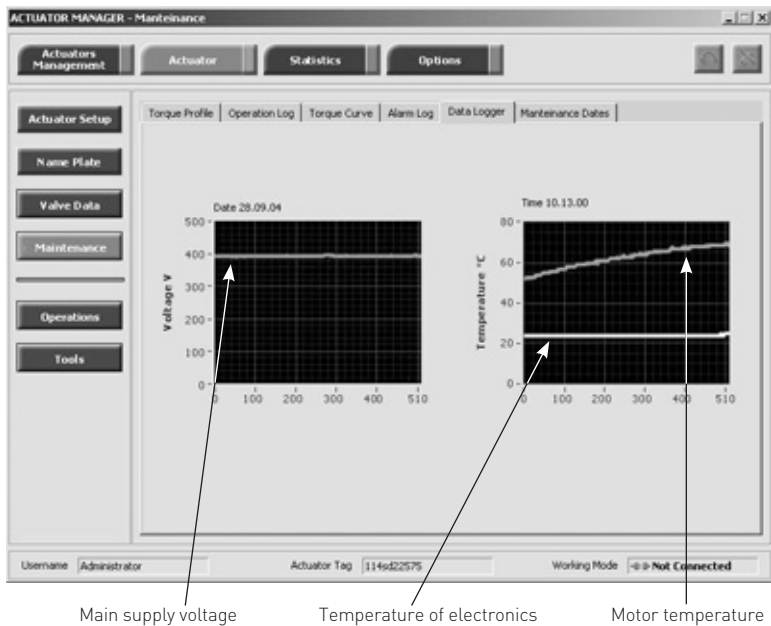 ACTUATOR MANAGER - Manteinance
Actuators Management
Actuator
Statistics
Options
Actuator Setup
Name Plate
Valve Data
Maintenance
Operations
Tools
Torque Profile
Operation Log
Torque Curve
Alarm Log
Data Logger
Manteinance Dates
Date 28.09.04
Voltage V
500
400
300
200
100
0
0 100 200 300 400 510
Time 10.13.00
Temperature °C
80
60
40
20
0
0 100 200 300 400 510
Username Administrator
Actuator Tag 114sd22575
Working Mode Not Connected
Main supply voltage
Temperature of electronics
Motor temperature